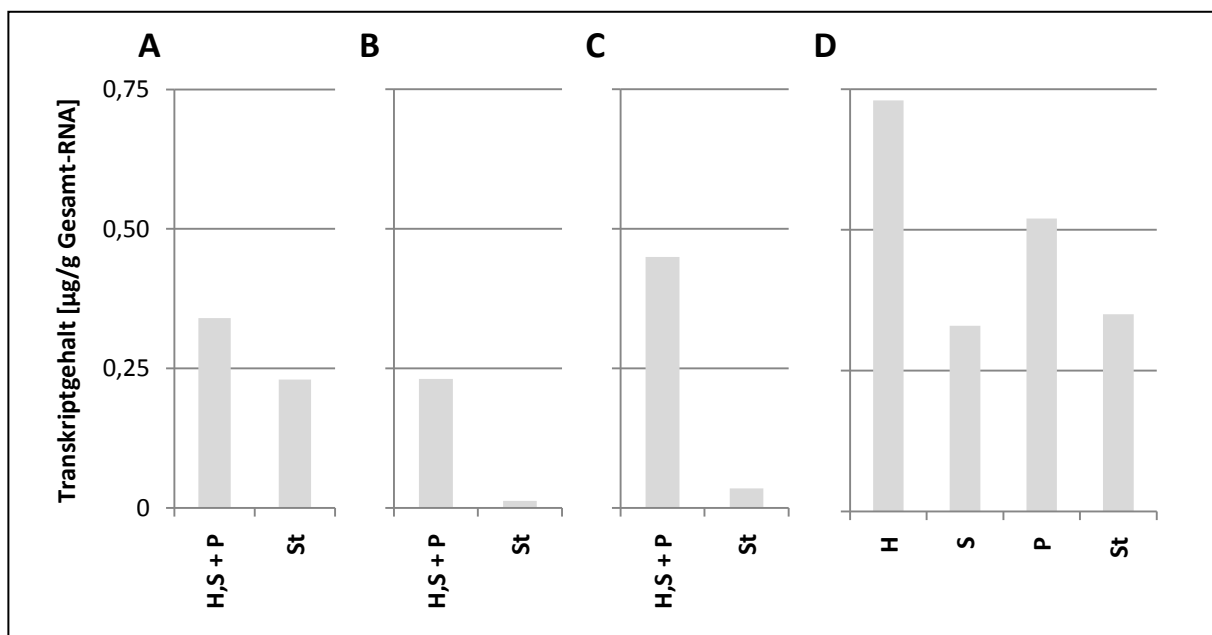 A B C D
Transkriptgehalt [µg/g Gesamt-RNA]
0,75
0,50
0,25
0
H,S + P
St
H,S + P
St
H,S + P
St
H
S
P
St